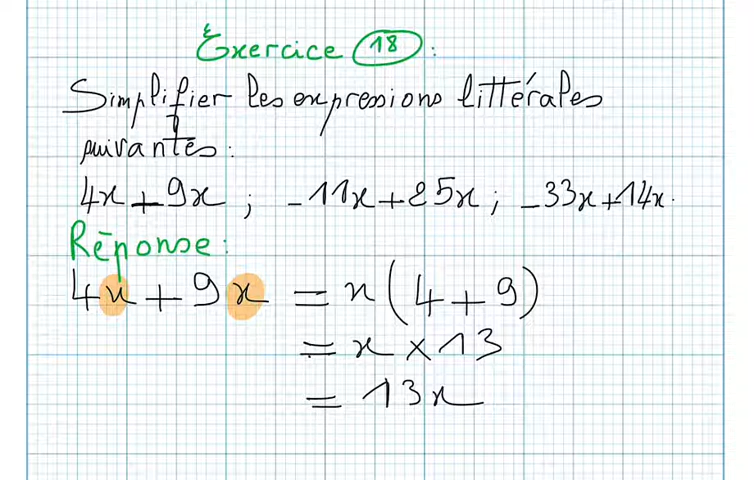 Exercice 18 :
Simplifier les expressions littérales
suivantes :
4x + 9x ; -11x + 25x ; -33x + 14x.
Réponse :
4x + 9x = x(4 + 9)
= x × 13
= 13x